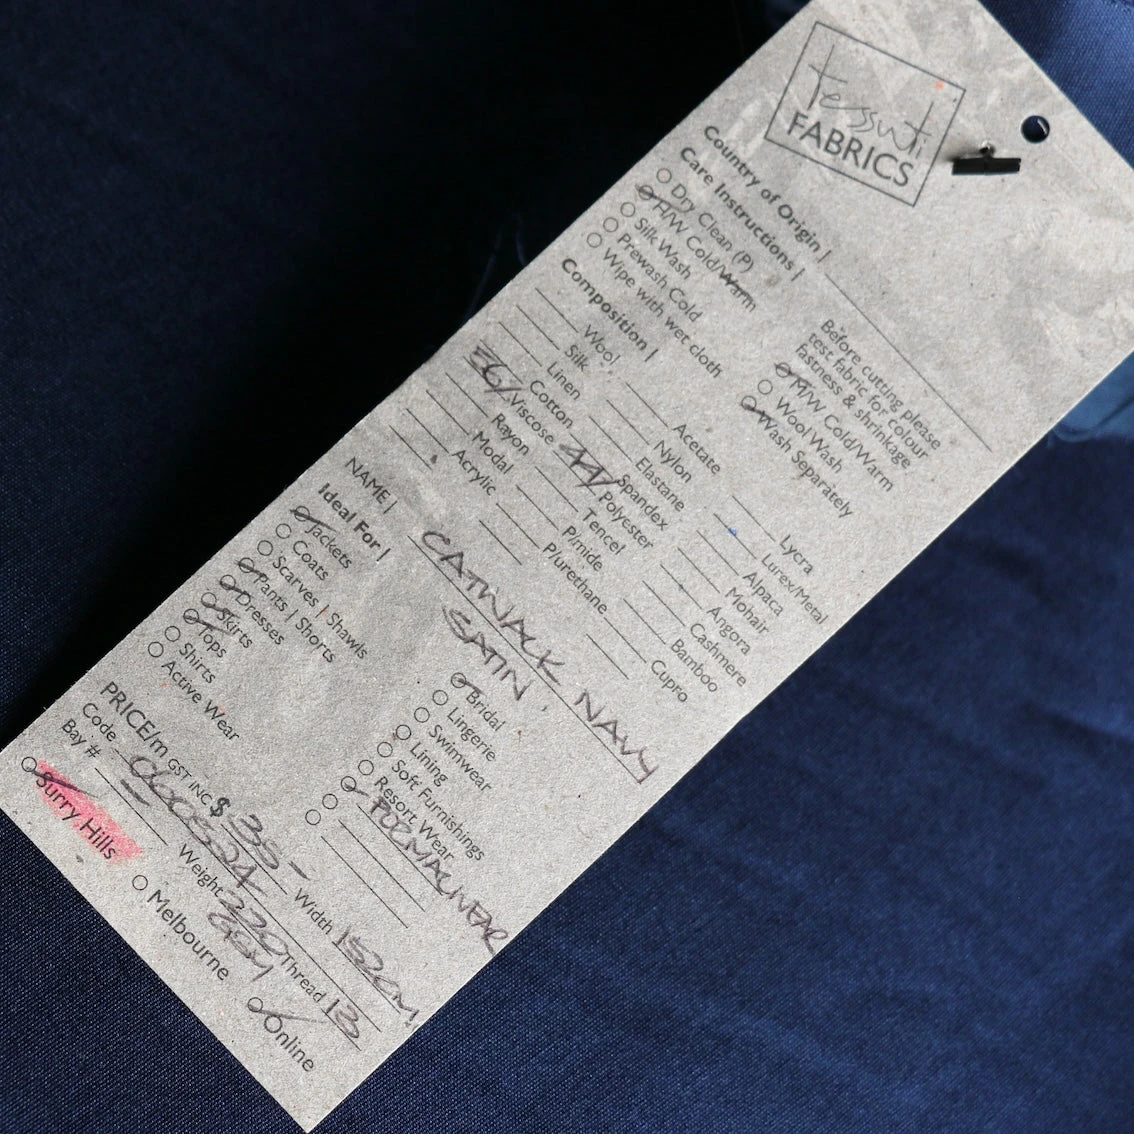 tessuti
FABRICS
Country of Origin |
Care Instructions |
Dry Clean (P)
H/W Cold/Warm
Silk Wash
Prewash Cold
Wipe with wet cloth
Before cutting please
test fabric for colour
fastness & shrinkage
M/W Cold/Warm
Wool Wash
Wash Separately
Composition |
Wool
Silk
Linen
Cotton
Viscose
Rayon
Modal
Acrylic
Acetate
Nylon
Elastane
Spandex
Polyester
Tencel
P/mide
P/urethane
Lycra
Lurex/Metal
Alpaca
Mohair
Angora
Cashmere
Bamboo
Cupro
NAME | CATWALK NAVY
SATIN
Ideal For |
Jackets
Coats
Scarves | Shawls
Pants | Shorts
Dresses
Skirts
Tops
Shirts
Active Wear
Bridal
Lingerie
Swimwear
Lining
Soft Furnishings
Resort Wear
FORMALWEAR
PRICE/m GST INC $ 35- Width 152cm
Code Weight 220 GSM Thread 13
Bay #
Surry Hills
Melbourne
Online